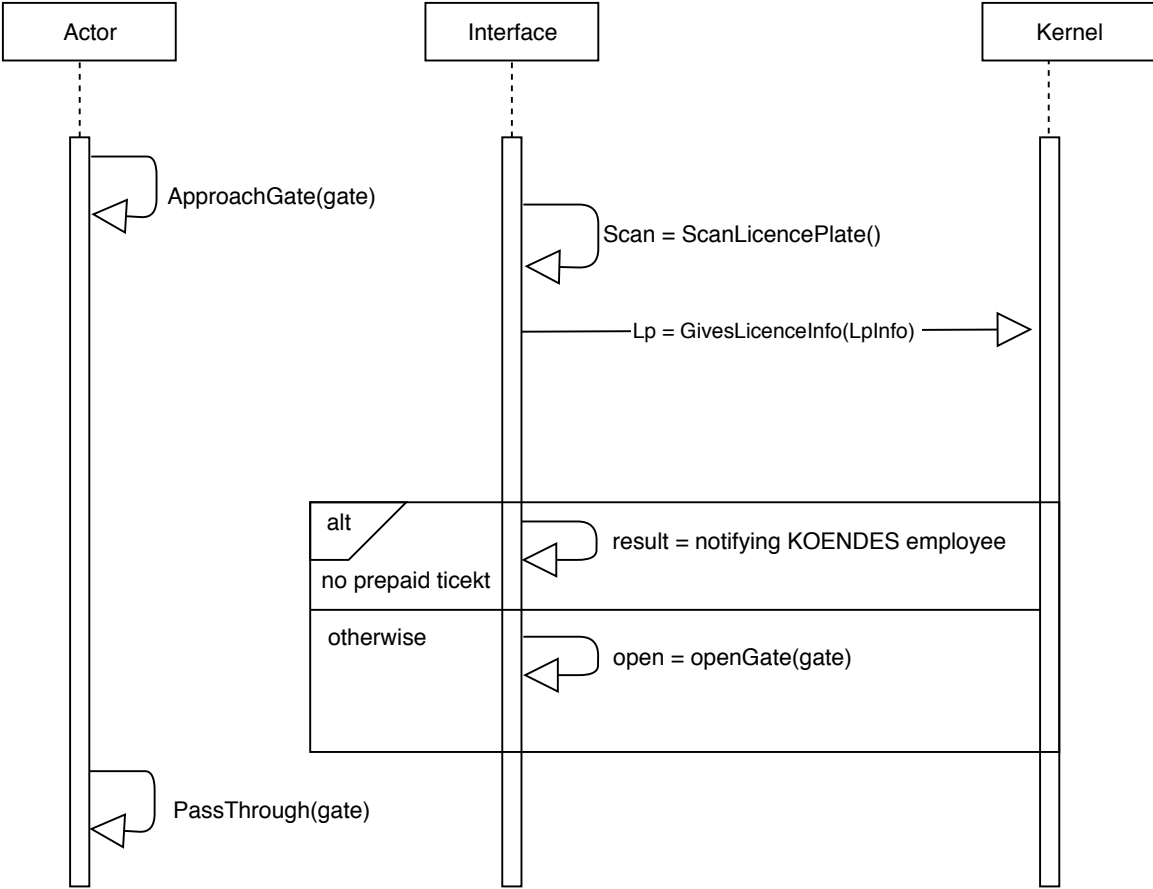 Actor
Interface
Kernel
ApproachGate(gate)
Scan = ScanLicencePlate()
Lp = GivesLicenceInfo(LpInfo)
alt
result = notifying KOENDES employee
no prepaid ticekt
otherwise
open = openGate(gate)
PassThrough(gate)